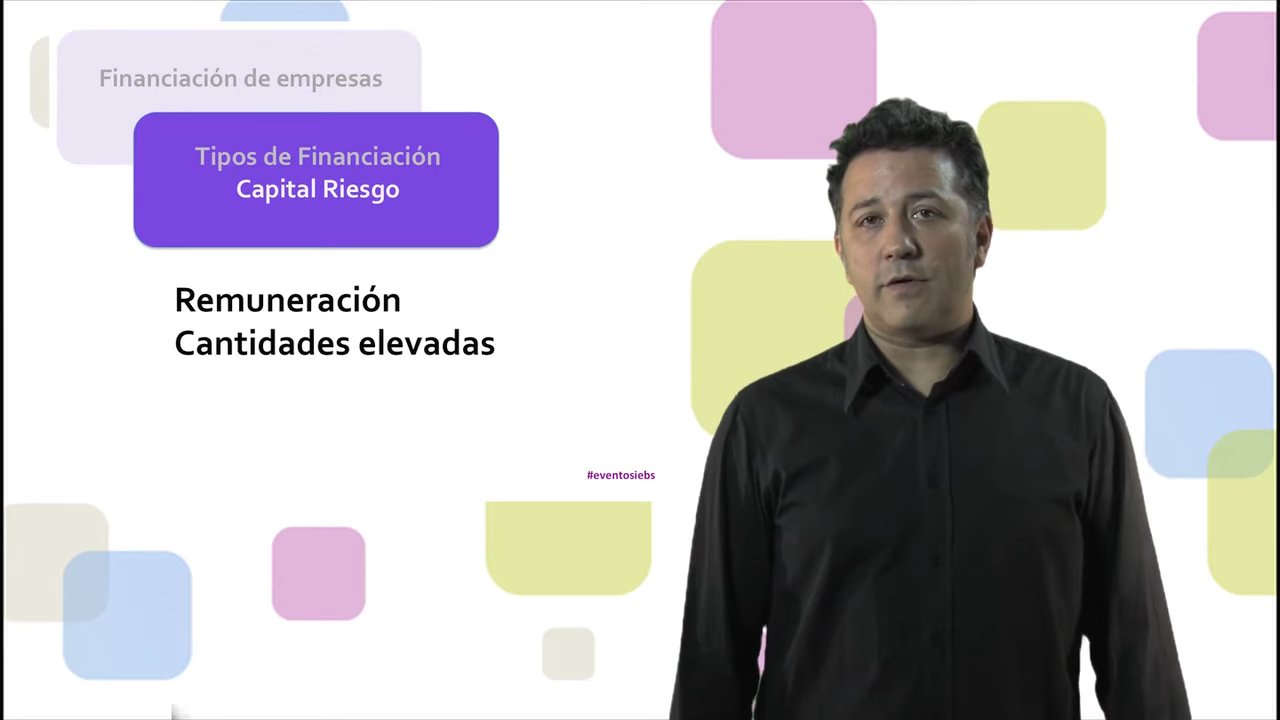 Financiación de empresas
Tipos de Financiación
Capital Riesgo
Remuneración
Cantidades elevadas
#eventosiebs